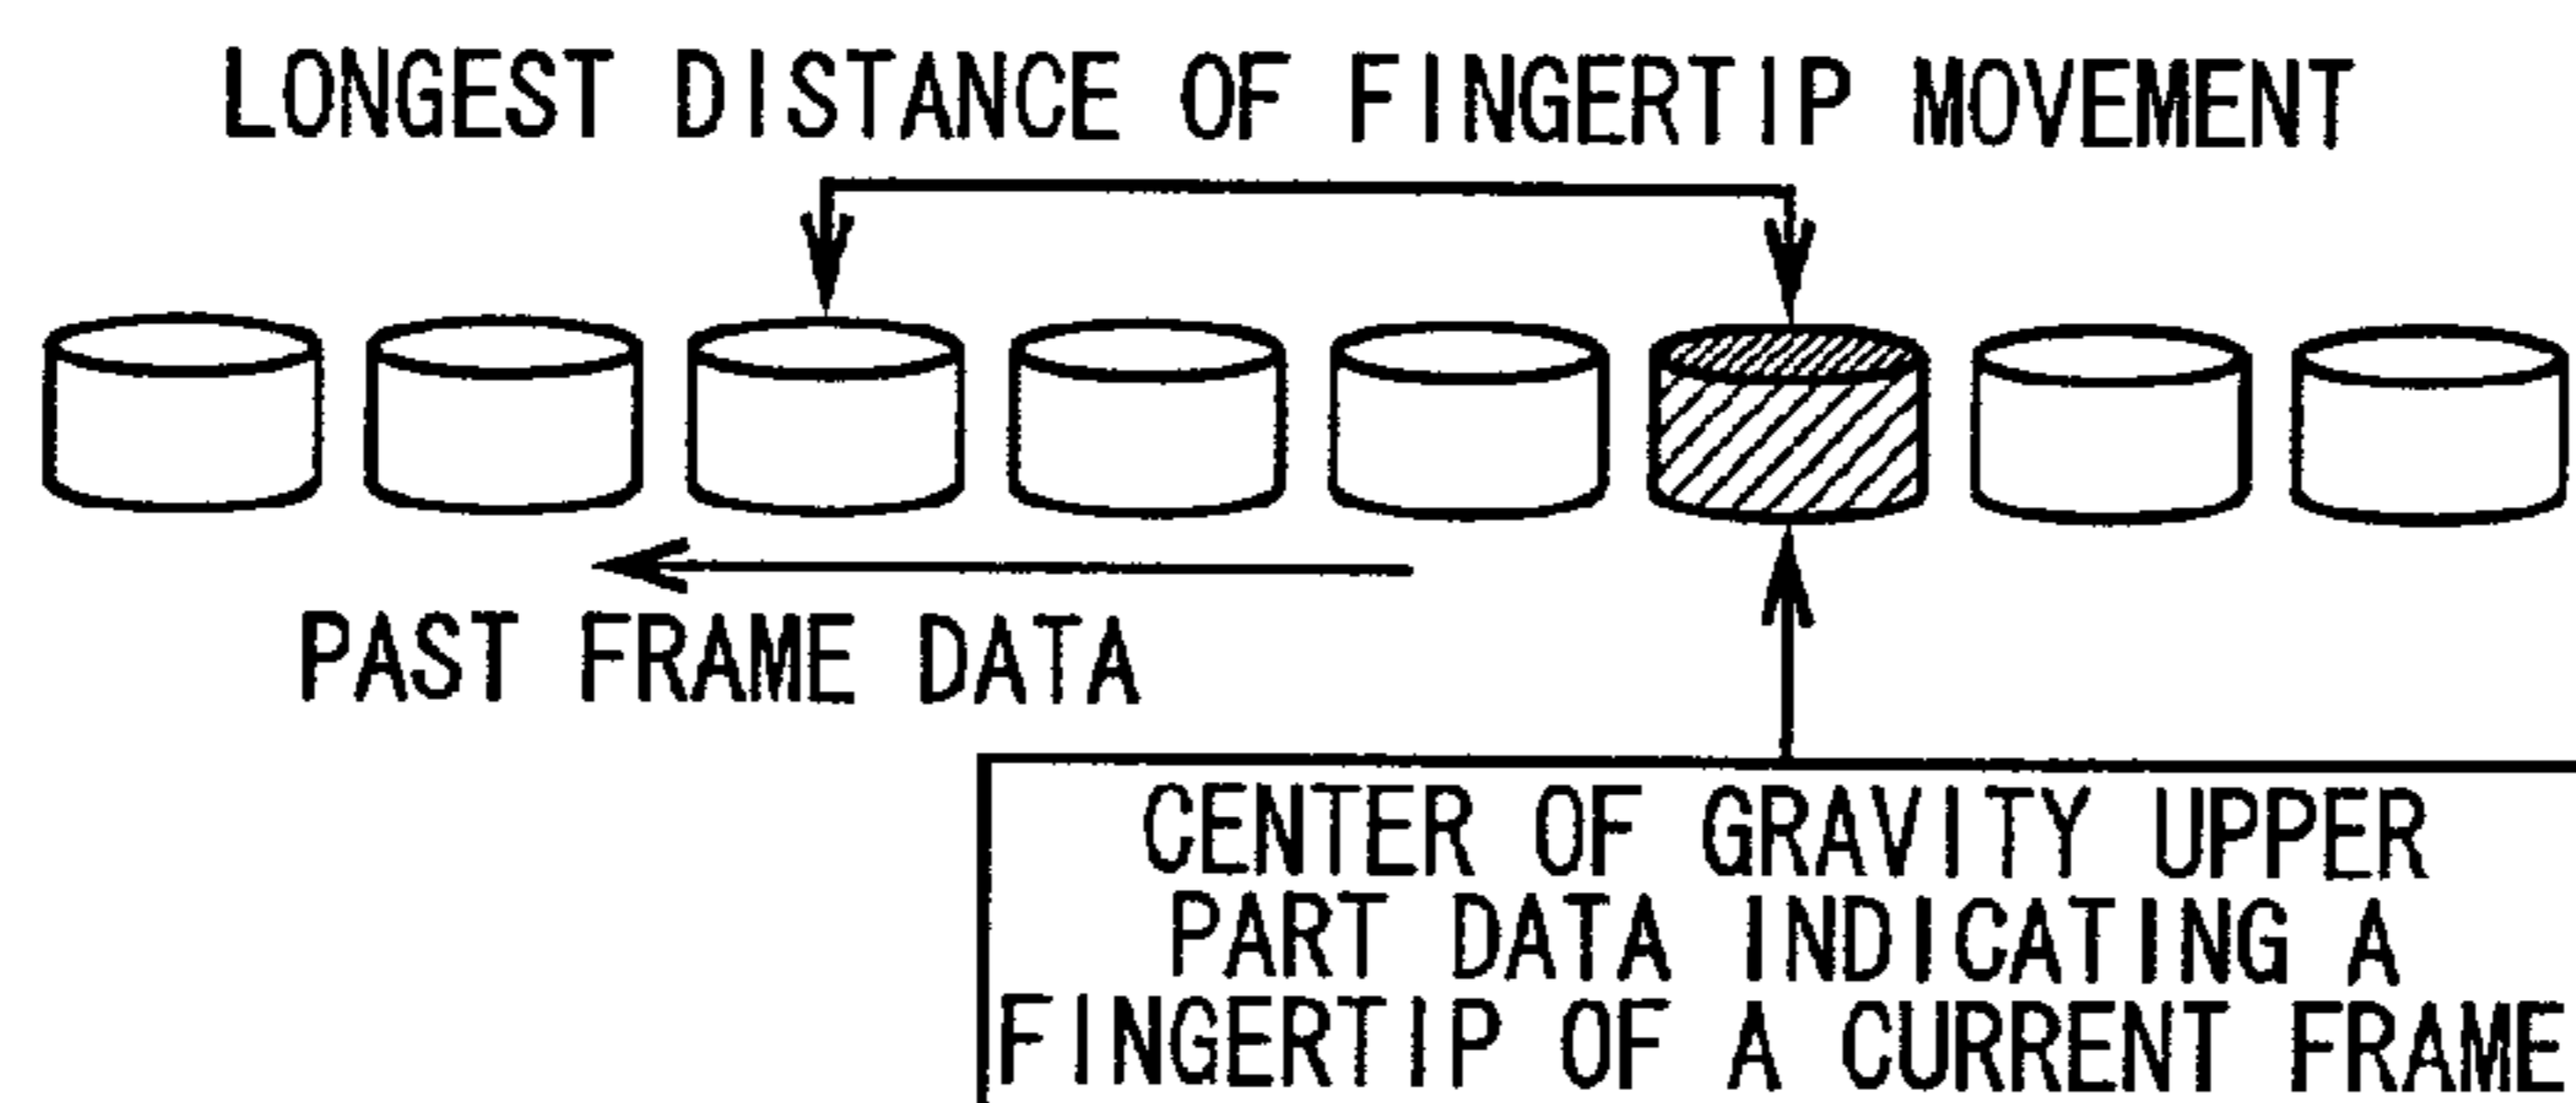 LONGEST DISTANCE OF FINGERTIP MOVEMENT
PAST FRAME DATA
CENTER OF GRAVITY UPPER
PART DATA INDICATING A
FINGERTIP OF A CURRENT FRAME